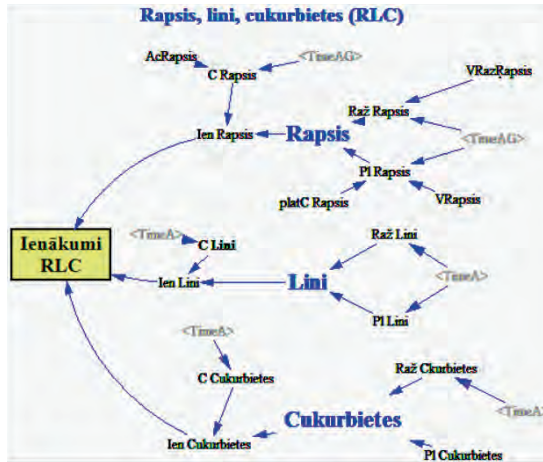 Rapsis, lini, cukurbietes (RLC)
AcRapsis
<TimeAG>
C Rapsis
VRazRapsis
Raž Rapsis
Ien Rapsis
Rapsis
<TimeAG>
Pl Rapsis
platC Rapsis
VRapsis
Ienākumi
RLC
<TimeA>
C Lini
Raž Lini
Ien Lini
Lini
<TimeA>
Pl Lini
<TimeA>
C Cukurbietes
Raž Ckurbietes
Cukurbietes
<TimeA
Ien Cukurbietes
Pl Cukurbietes